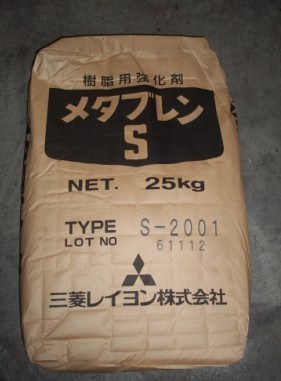 樹脂用強化剤
メタブレン
S
NET. 25kg
TYPE S-2001
LOT NO 61112
三菱レイヨン株式会社